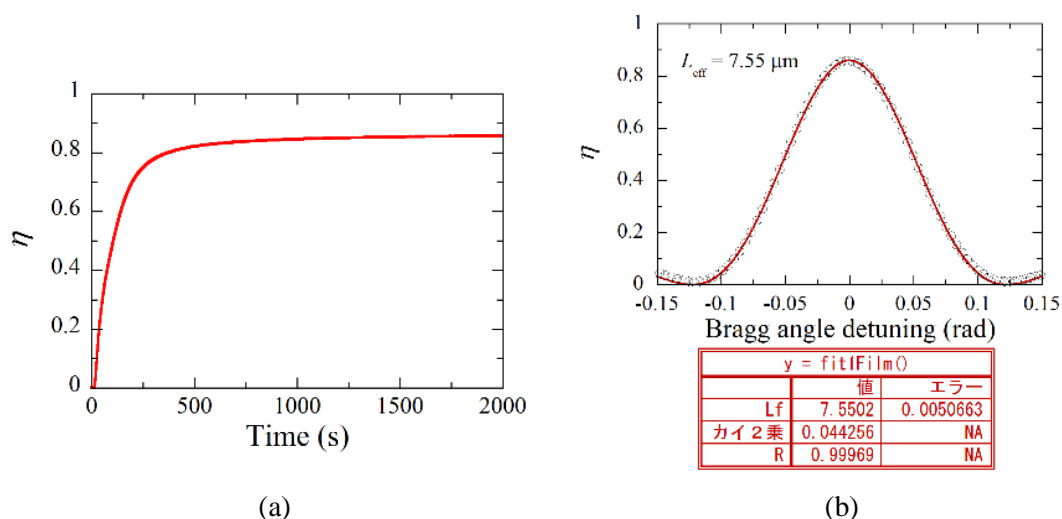 1
0.8
0.6
0.4
0.2
0
η
0 500 1000 1500 2000
Time (s)
(a)
1
0.8
0.6
0.4
0.2
0
η
L_eff = 7.55 μm
-0.15 -0.1 -0.05 0 0.05 0.1 0.15
Bragg angle detuning (rad)
y = fit1Film()
値 エラー
Lf 7.5502 0.0050663
カイ2乗 0.044256 NA
R 0.99969 NA
(b)